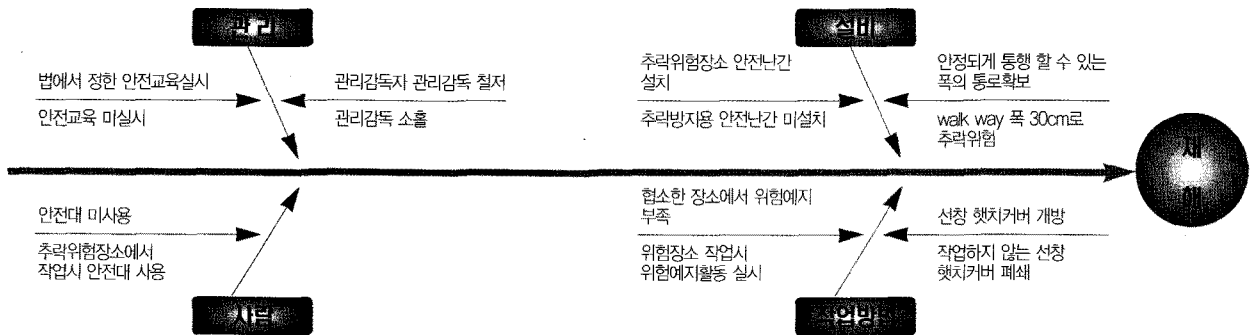 관리
설비
법에서 정한 안전교육실시
안전교육 미실시
관리감독자 관리감독 철저
관리감독 소홀
추락위험장소 안전난간
설치
추락방지용 안전난간 미설치
안정되게 통행 할 수 있는
폭의 통로확보
walk way 폭 30cm로
추락위험
재
해
안전대 미사용
추락위험장소에서
작업시 안전대 사용
협소한 장소에서 위험예지
부족
위험장소 작업시
위험예지활동 실시
선창 햇치커버 개방
작업하지 않는 선창
햇치커버 폐쇄
사람
작업방법